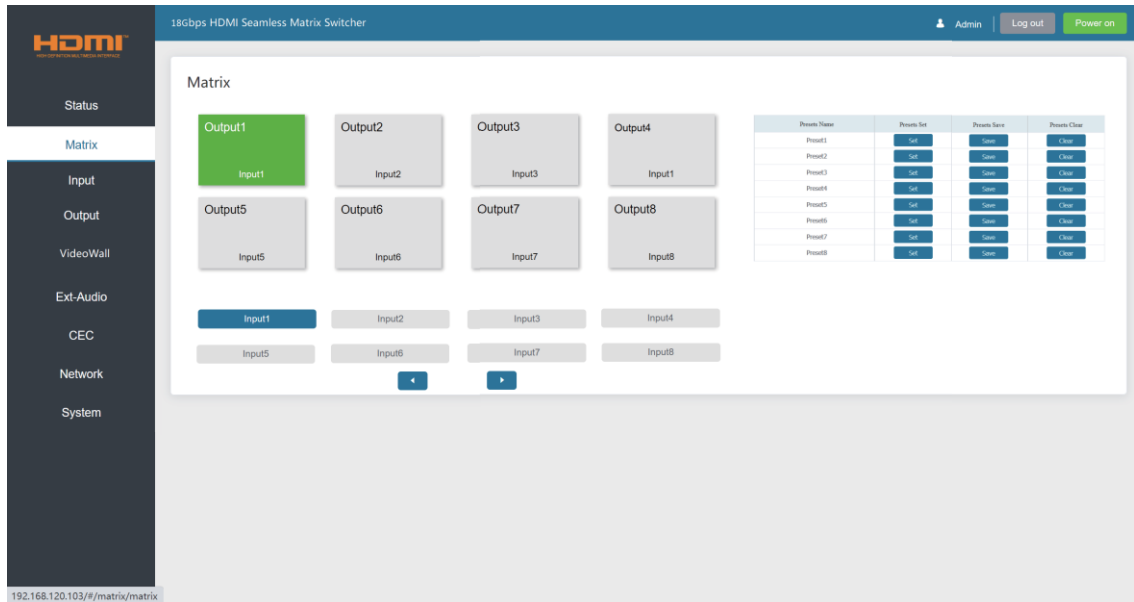 18Gbps HDMI Seamless Matrix Switcher
Admin
Log out
Power on
HDMI
HIGH-DEFINITION MULTIMEDIA INTERFACE
Status
Matrix
Input
Output
VideoWall
Ext-Audio
CEC
Network
System
Matrix
Output1
Input1
Output2
Input2
Output3
Input3
Output4
Input1
Output5
Input5
Output6
Input6
Output7
Input7
Output8
Input8
Input1 Input2 Input3 Input4
Input5 Input6 Input7 Input8
Presets Name Presets Set Presets Save Presets Clear
Preset1 Set Save Clear
Preset2 Set Save Clear
Preset3 Set Save Clear
Preset4 Set Save Clear
Preset5 Set Save Clear
Preset6 Set Save Clear
Preset7 Set Save Clear
Preset8 Set Save Clear
192.168.120.103/#/matrix/matrix